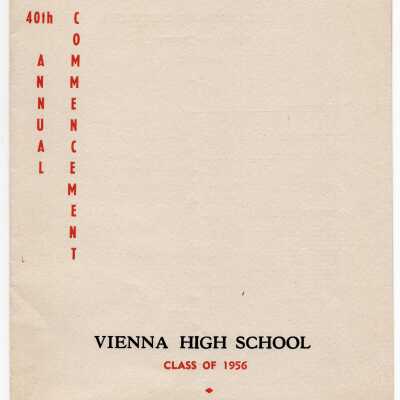 40th
ANNUAL
COMMENCEMENT
VIENNA HIGH SCHOOL
CLASS OF 1956